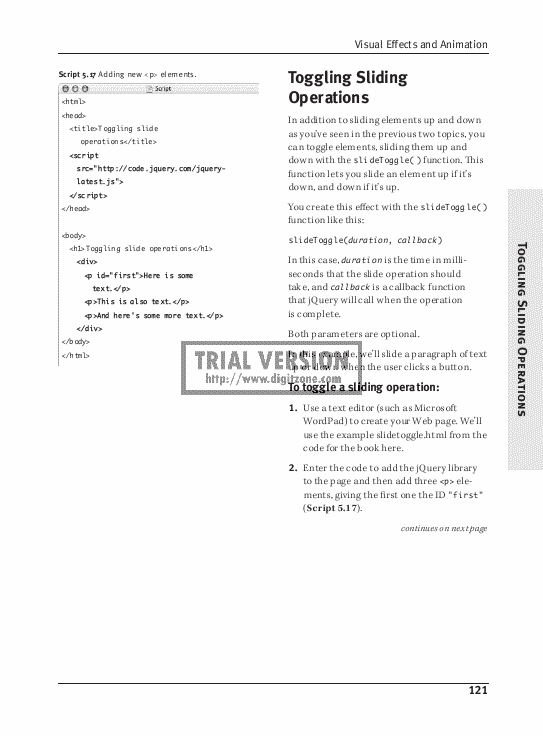 Visual Effects and Animation
Script 5.17 Adding new <p> elements.
Script
<html>
<head>
<title>Toggling slide
operations</title>
<script
src="http://code.jquery.com/jquery-
latest.js">
</script>
</head>
<body>
<h1>Toggling slide operations</h1>
<div>
<p id="first">Here is some
text.</p>
<p>This is also text.</p>
<p>And here's some more text.</p>
</div>
</body>
</html>
Toggling Sliding
Operations
In addition to sliding elements up and down
as you've seen in the previous two topics, you
can toggle elements, sliding them up and
down with the slideToggle() function. This
function lets you slide an element up if it's
down, and down if it's up.
You create this effect with the slideToggle()
function like this:
slideToggle(duration, callback)
In this case, duration is the time in milli-
seconds that the slide operation should
take, and callback is a callback function
that jQuery will call when the operation
is complete.
Both parameters are optional.
In this example, we'll slide a paragraph of text
up or down when the user clicks a button.
TRIAL VERSION
http://www.digitzone.com
To toggle a sliding operation:
1. Use a text editor (such as Microsoft
WordPad) to create your Web page. We'll
use the example slidetoggle.html from the
code for the book here.
2. Enter the code to add the jQuery library
to the page and then add three <p> ele-
ments, giving the first one the ID "first"
(Script 5.17).
continues on next page
Toggling Sliding Operations
121